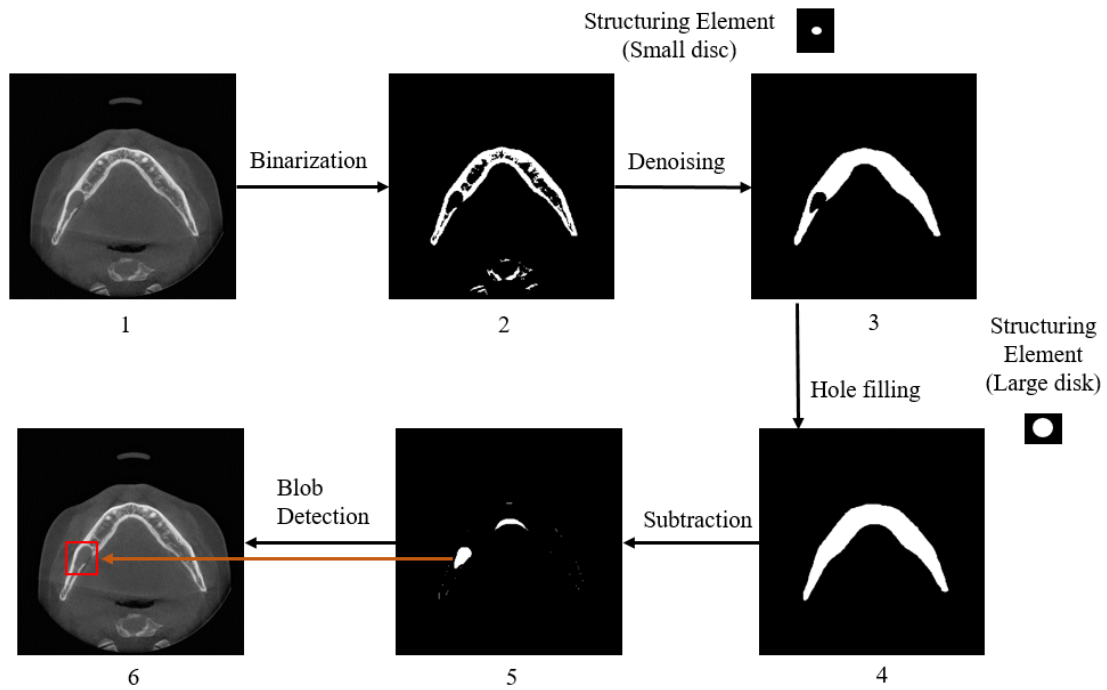 Structuring Element
(Small disc)
Binarization
Denoising
1
2
3
Structuring
Element
(Large disk)
Hole filling
Blob
Detection
Subtraction
6
5
4